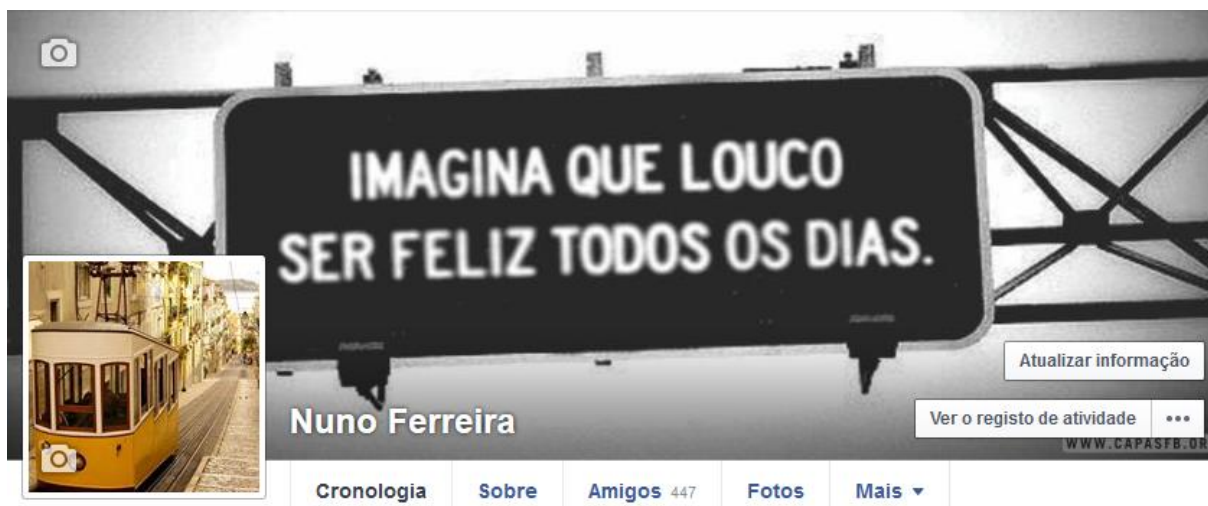 IMAGINA QUE LOUCO
SER FELIZ TODOS OS DIAS.
Atualizar informação
Nuno Ferreira
Ver o registo de atividade
WWW.CAPASFB.OR
Cronologia Sobre Amigos 447 Fotos Mais